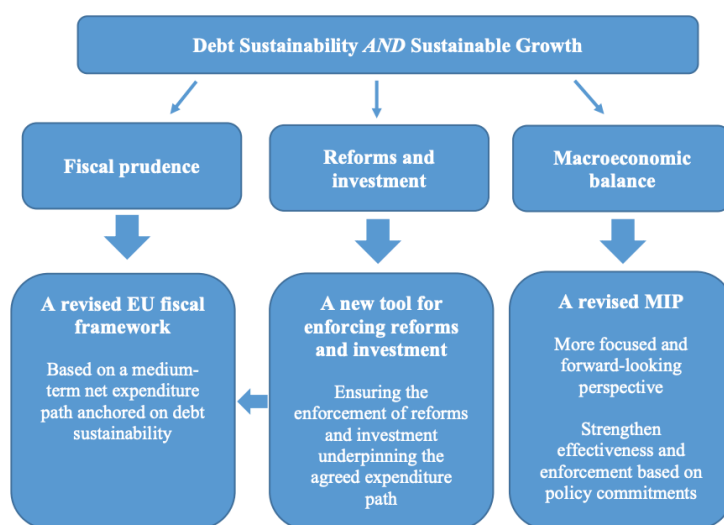 Debt Sustainability AND Sustainable Growth
Fiscal prudence
Reforms and
investment
Macroeconomic
balance
A revised EU fiscal
framework
Based on a medium-
term net expenditure
path anchored on debt
sustainability
A new tool for
enforcing reforms
and investment
Ensuring the
enforcement of reforms
and investment
underpinning the
agreed expenditure
path
A revised MIP
More focused and
forward-looking
perspective
Strengthen
effectiveness and
enforcement based on
policy commitments